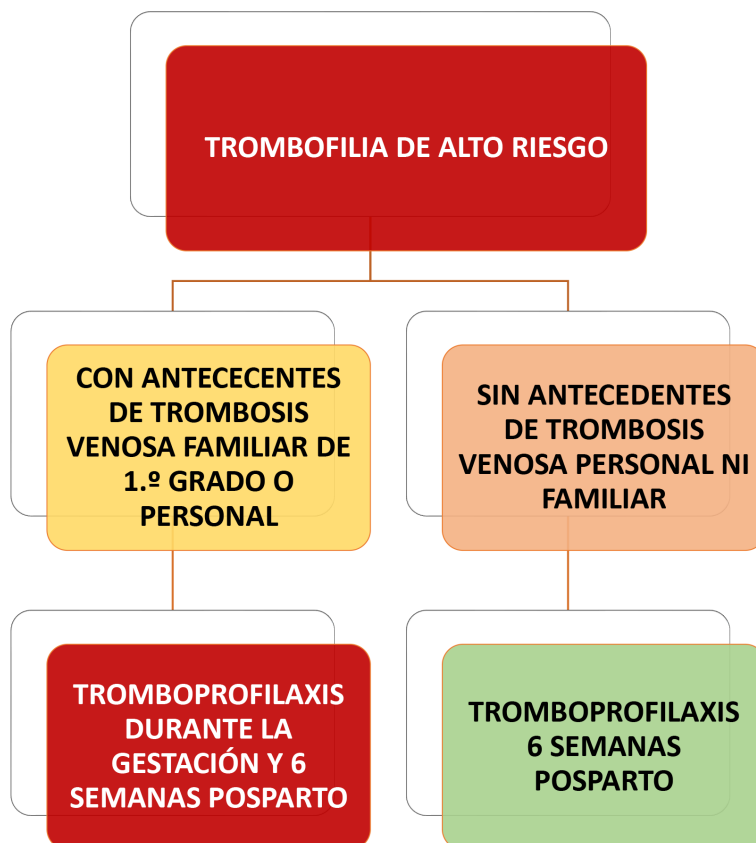 TROMBOFILIA DE ALTO RIESGO
CON ANTECECENTES
DE TROMBOSIS
VENOSA FAMILIAR DE
1.º GRADO O
PERSONAL
SIN ANTECEDENTES
DE TROMBOSIS
VENOSA PERSONAL NI
FAMILIAR
TROMBOPROFILAXIS
DURANTE LA
GESTACIÓN Y 6
SEMANAS POSPARTO
TROMBOPROFILAXIS
6 SEMANAS
POSPARTO